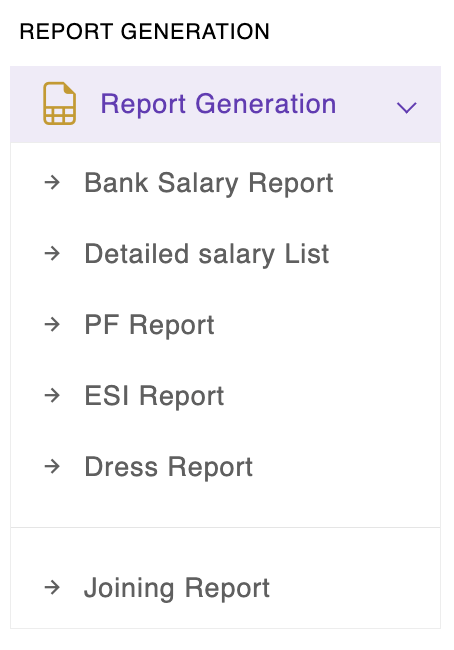 REPORT GENERATION
Report Generation
Bank Salary Report
Detailed salary List
PF Report
ESI Report
Dress Report
Joining Report